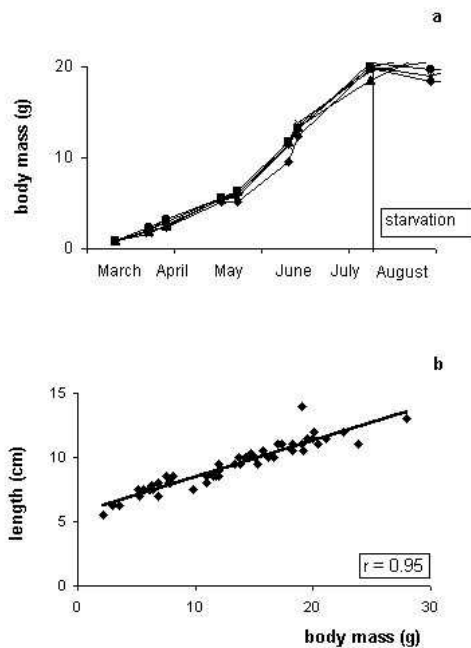 a
body mass (g)
20
10
0
starvation
March April May June July August
b
length (cm)
15
10
5
0
r = 0.95
0 10 20 30
body mass (g)